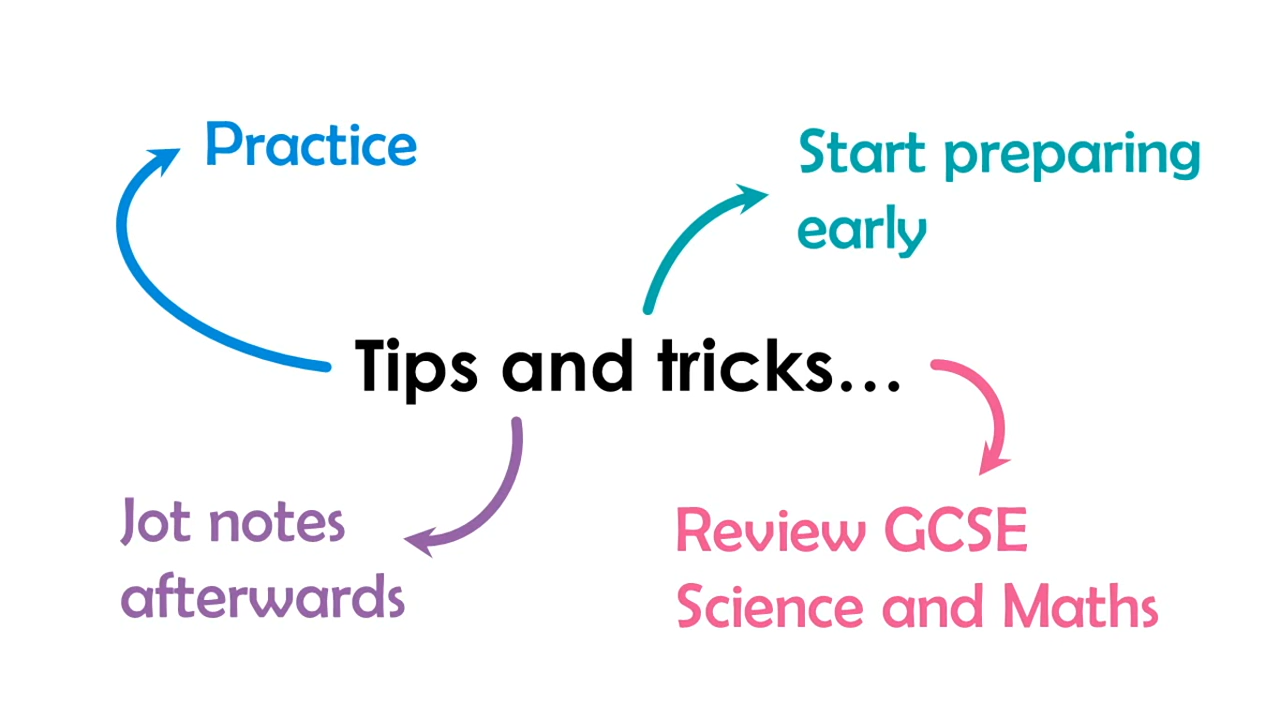 Practice
Start preparing
early
Tips and tricks...
Jot notes
afterwards
Review GCSE
Science and Maths